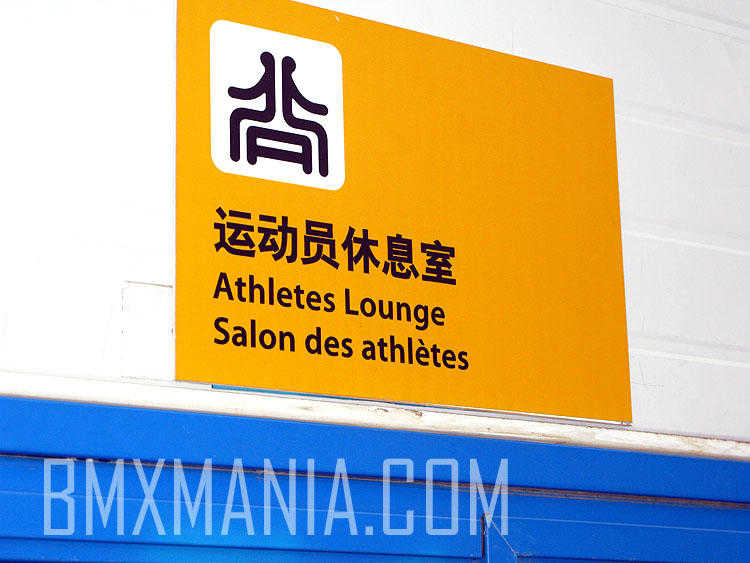 运动员休息室
Athletes Lounge
Salon des athlètes
BMXMANIA.COM